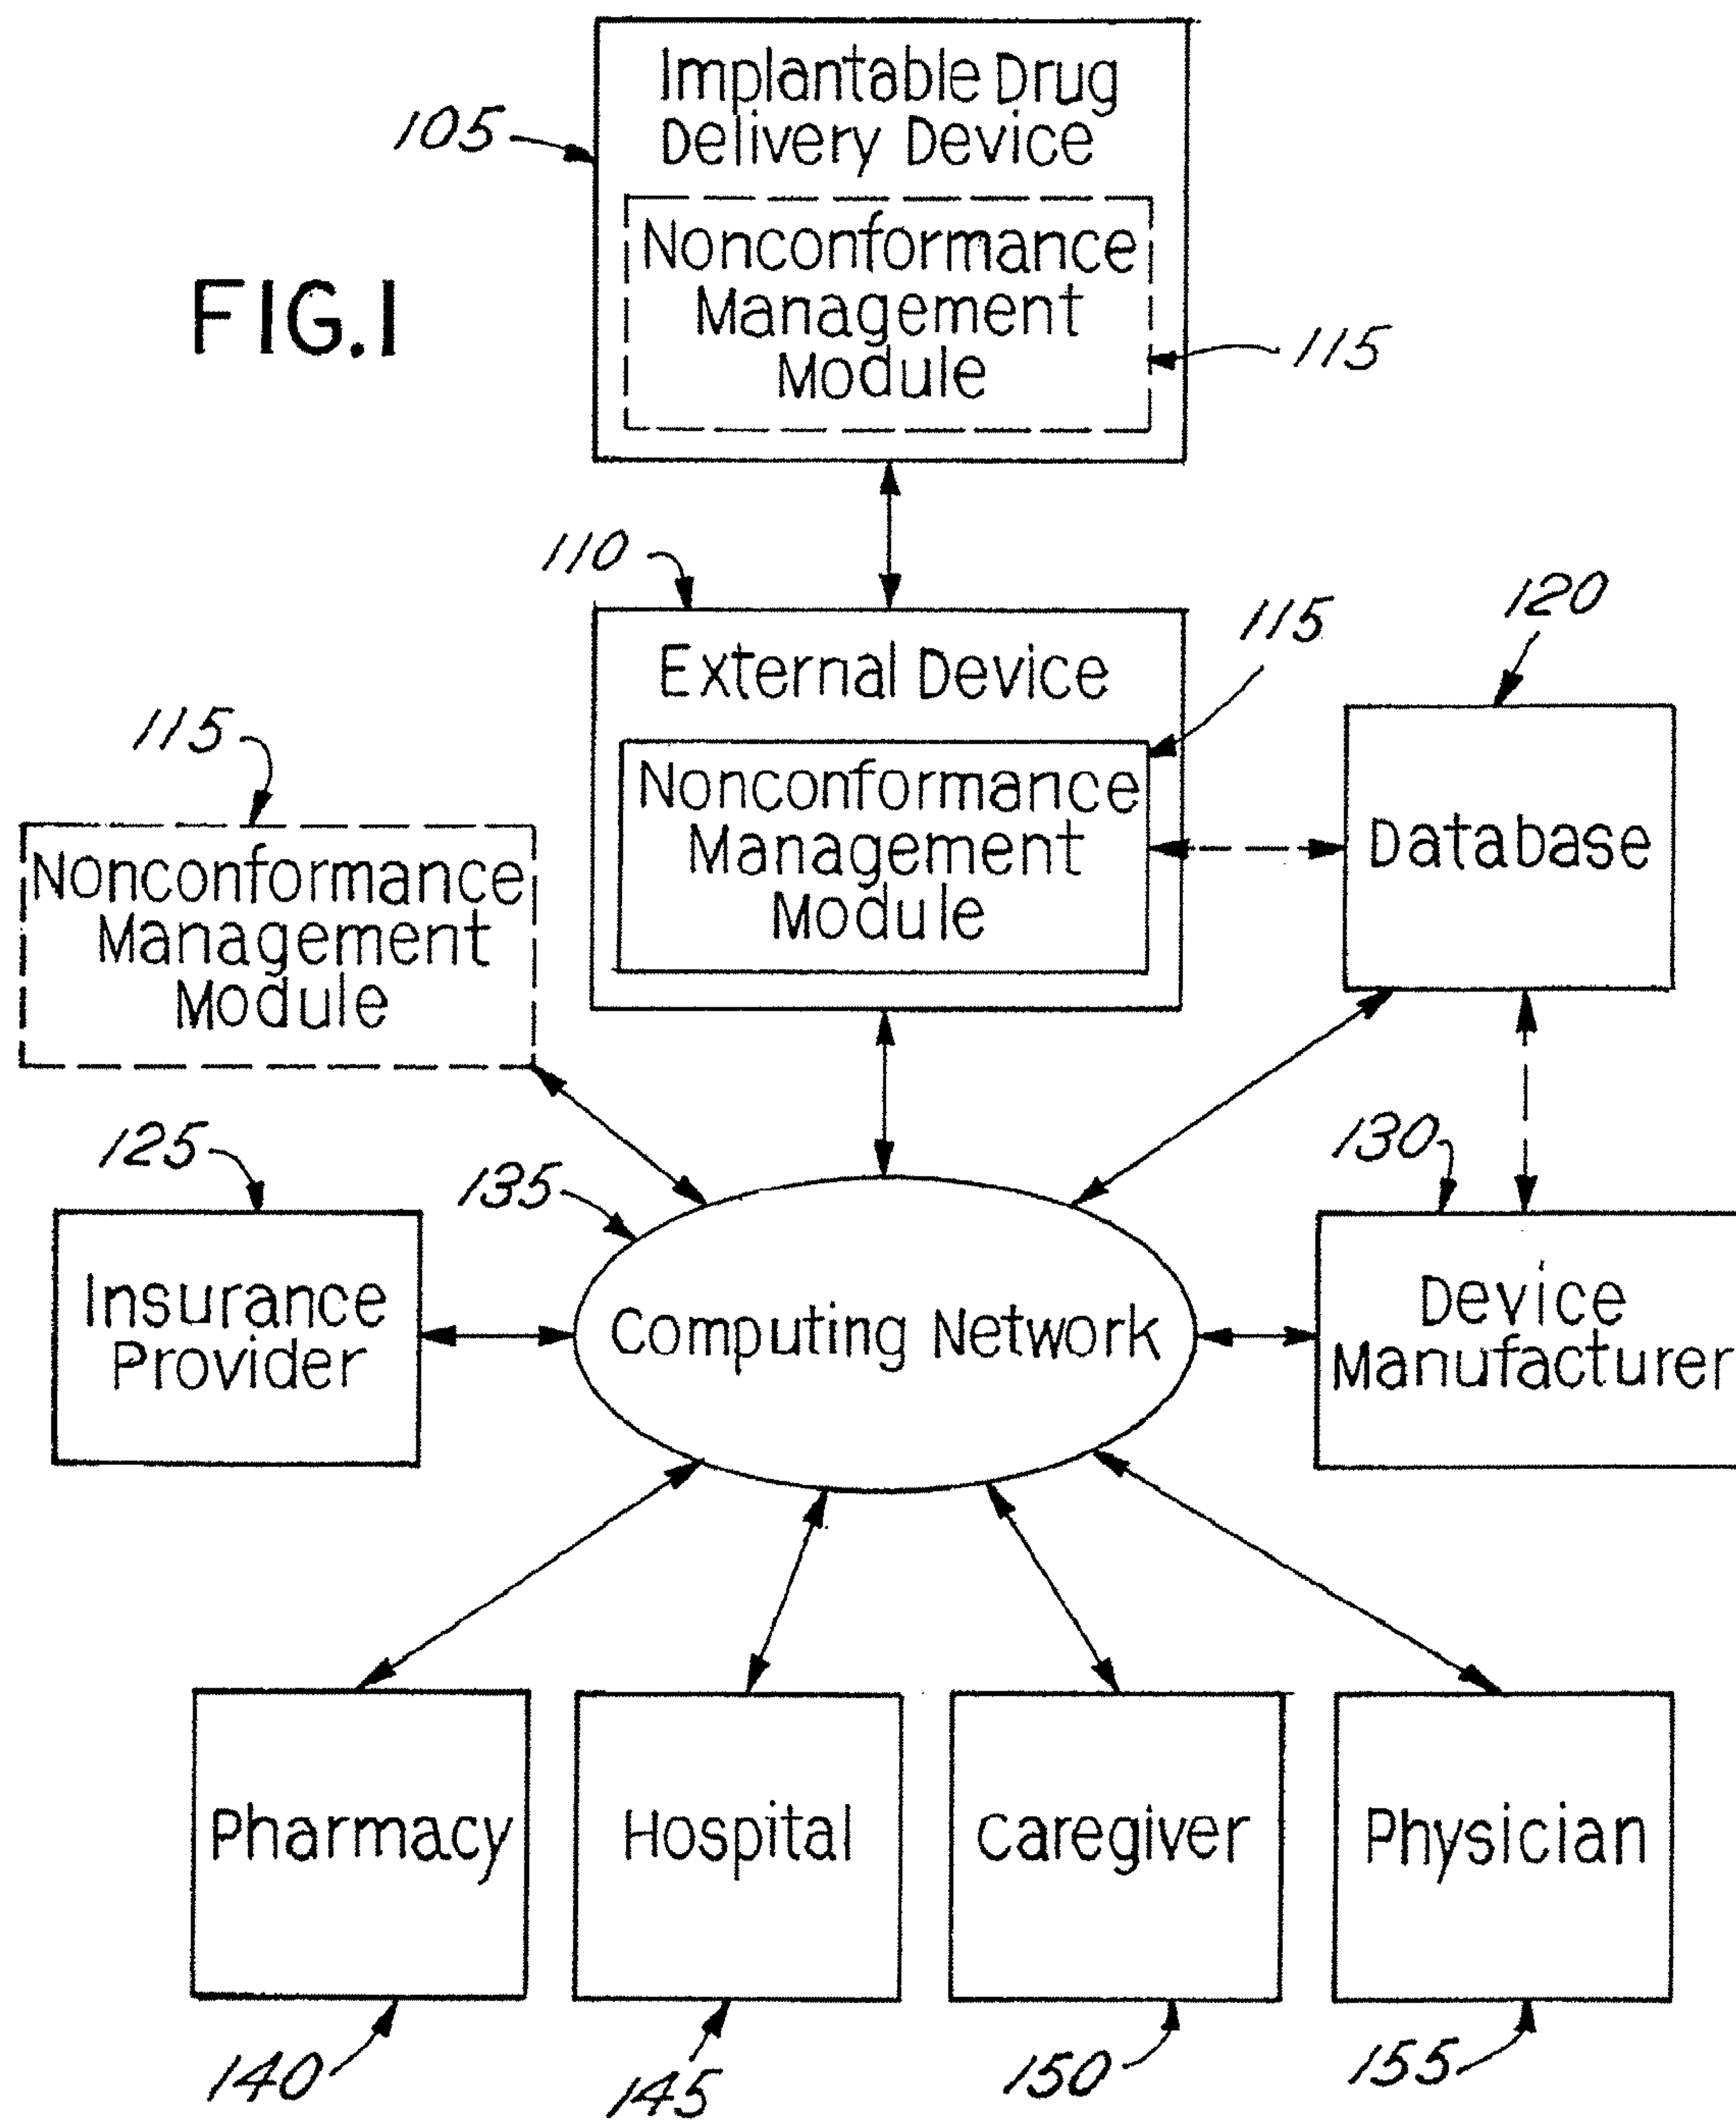 Implantable Drug
Delivery Device
105
Nonconformance
Management
Module
FIG.1
115
110
External Device
115
120
115
Nonconformance
Management
Module
Database
Nonconformance
Management
Module
125
135
130
Insurance
Provider
Computing Network
Device
Manufacturer
Pharmacy
Hospital
Caregiver
Physician
140
145
150
155